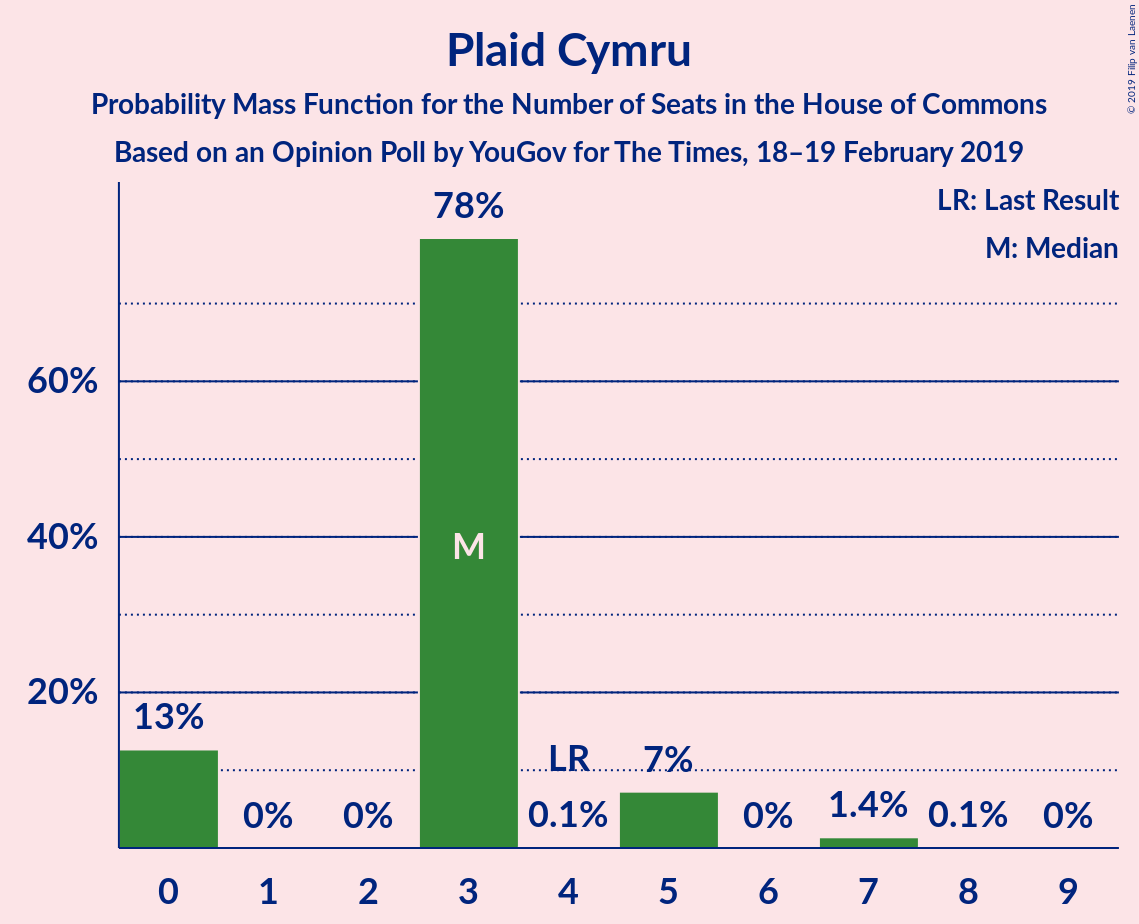 Plaid Cymru
Probability Mass Function for the Number of Seats in the House of Commons
Based on an Opinion Poll by YouGov for The Times, 18–19 February 2019
© 2019 Filip van Laenen
LR: Last Result
M: Median
78%
60%
40%
M
20%
13%
LR
7%
0%
0%
0.1%
0%
1.4%
0.1%
0%
0 1 2 3 4 5 6 7 8 9